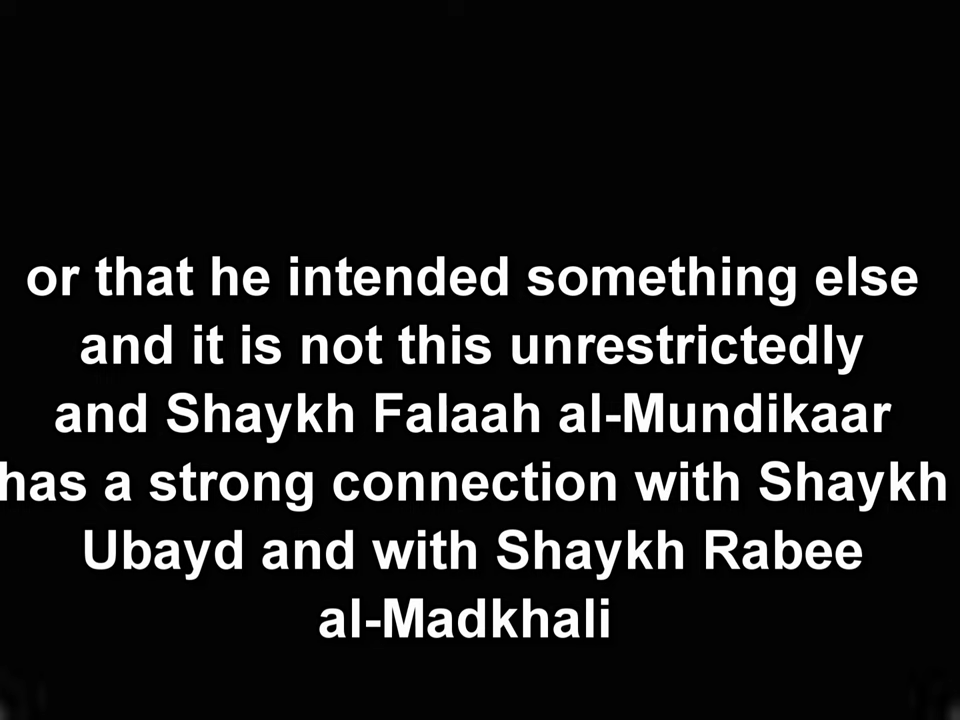 or that he intended something else
and it is not this unrestrictedly
and Shaykh Falaah al-Mundikaar
has a strong connection with Shaykh
Ubayd and with Shaykh Rabee
al-Madkhali